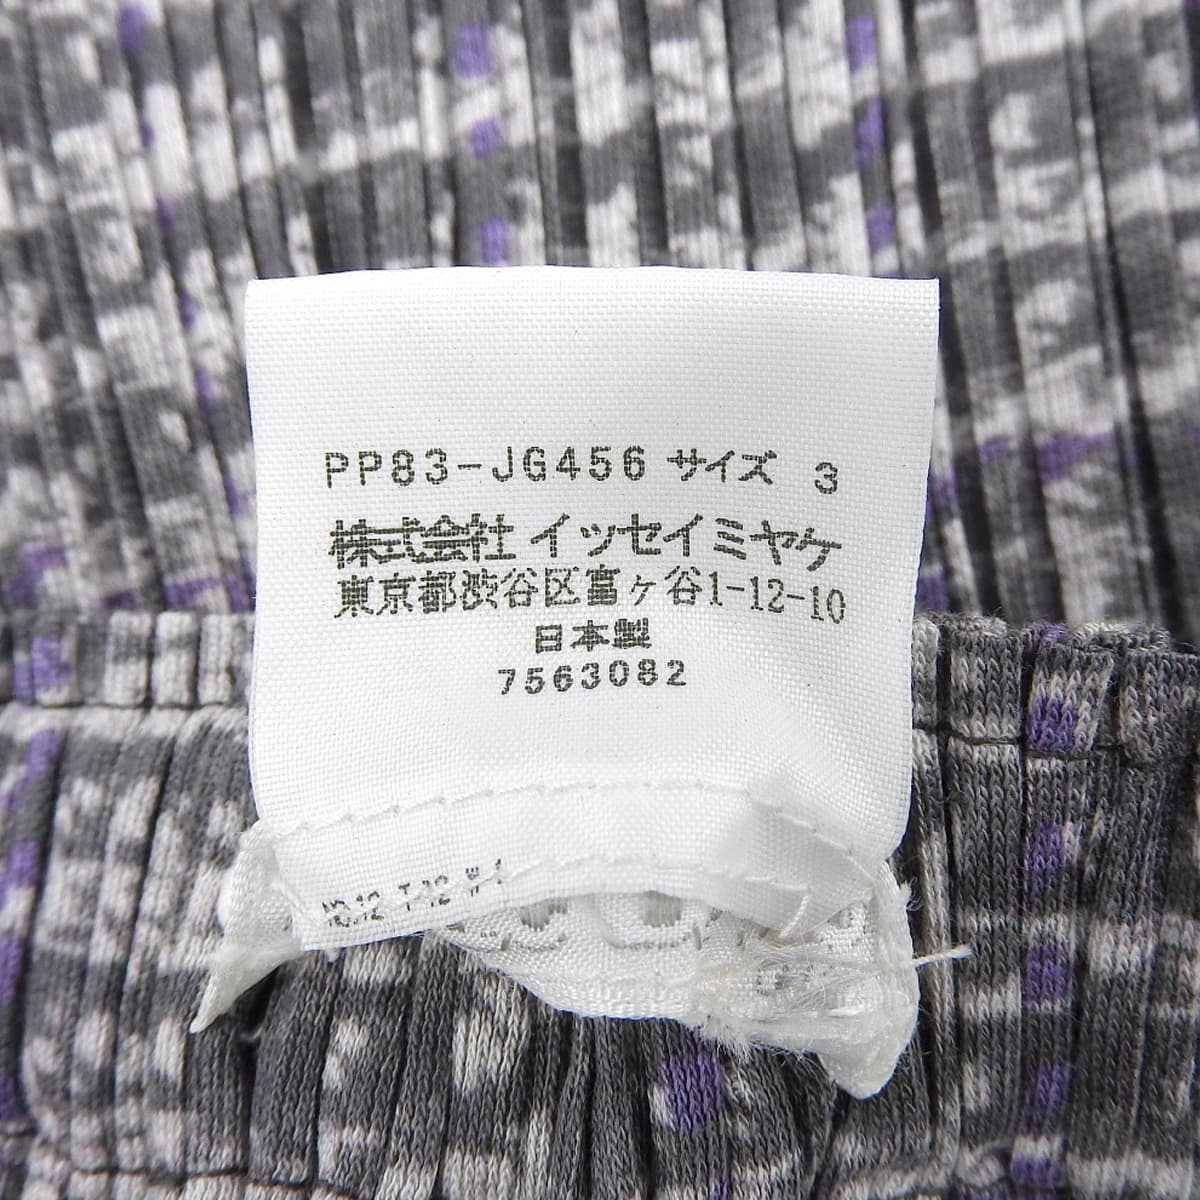 PP83-JG456 サイズ 3
株式会社 イッセイミヤケ
東京都渋谷区富ヶ谷1-12-10
日本製
7563082